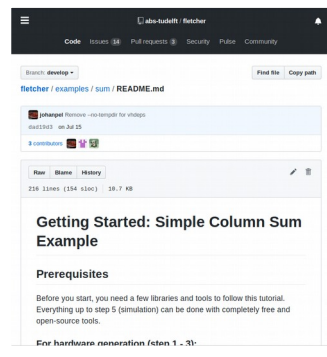 abs-tudelft / fletcher
Code Issues 14 Pull requests 3 Security Pulse Community
Branch: develop Find file Copy path
fletcher / examples / sum / README.md
johanpel Remove --no-tempdir for vhdeps
dad19d3 on Jul 15
3 contributors
Raw Blame History
216 lines (154 sloc) 10.7 KB
Getting Started: Simple Column Sum
Example
Prerequisites
Before you start, you need a few libraries and tools to follow this tutorial.
Everything up to step 5 (simulation) can be done with completely free and
open-source tools.
For hardware generation (step 1 - 3):